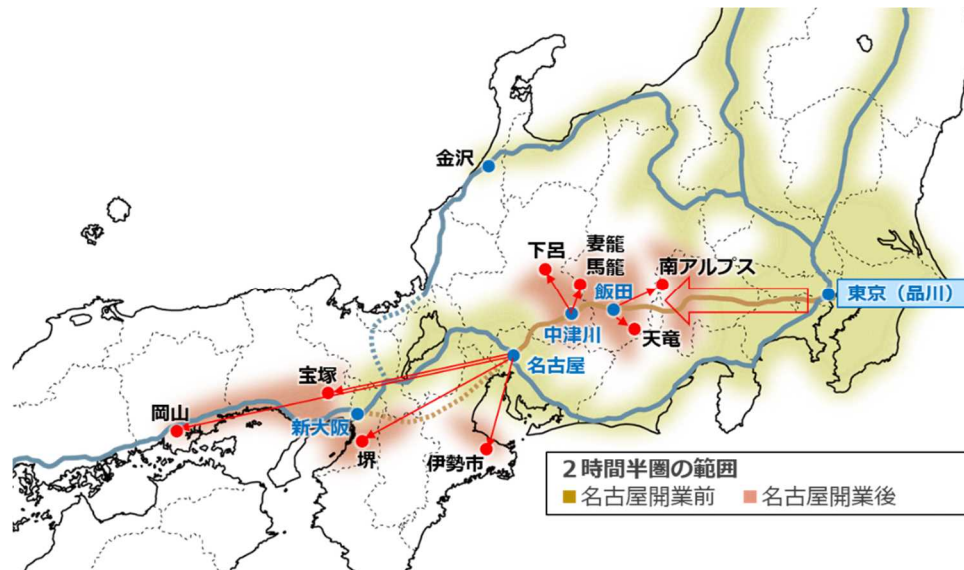 金沢
下呂
妻籠
馬籠
南アルプス
飯田
東京（品川）
中津川
天竜
名古屋
宝塚
岡山
新大阪
堺
伊勢市
２時間半圏の範囲
名古屋開業前
名古屋開業後